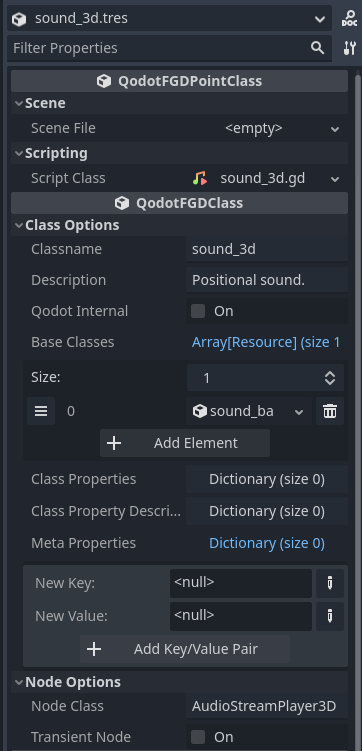 sound_3d.tres
DOC
Filter Properties
QodotFGDPointClass
Scene
Scene File <empty>
Scripting
Script Class sound_3d.gd
QodotFGDClass
Class Options
Classname sound_3d
Description Positional sound.
Qodot Internal On
Base Classes Array[Resource] (size 1
Size: 1
0 sound_ba
Add Element
Class Properties Dictionary (size 0)
Class Property Descri... Dictionary (size 0)
Meta Properties Dictionary (size 0)
New Key: <null>
New Value: <null>
Add Key/Value Pair
Node Options
Node Class AudioStreamPlayer3D
Transient Node On